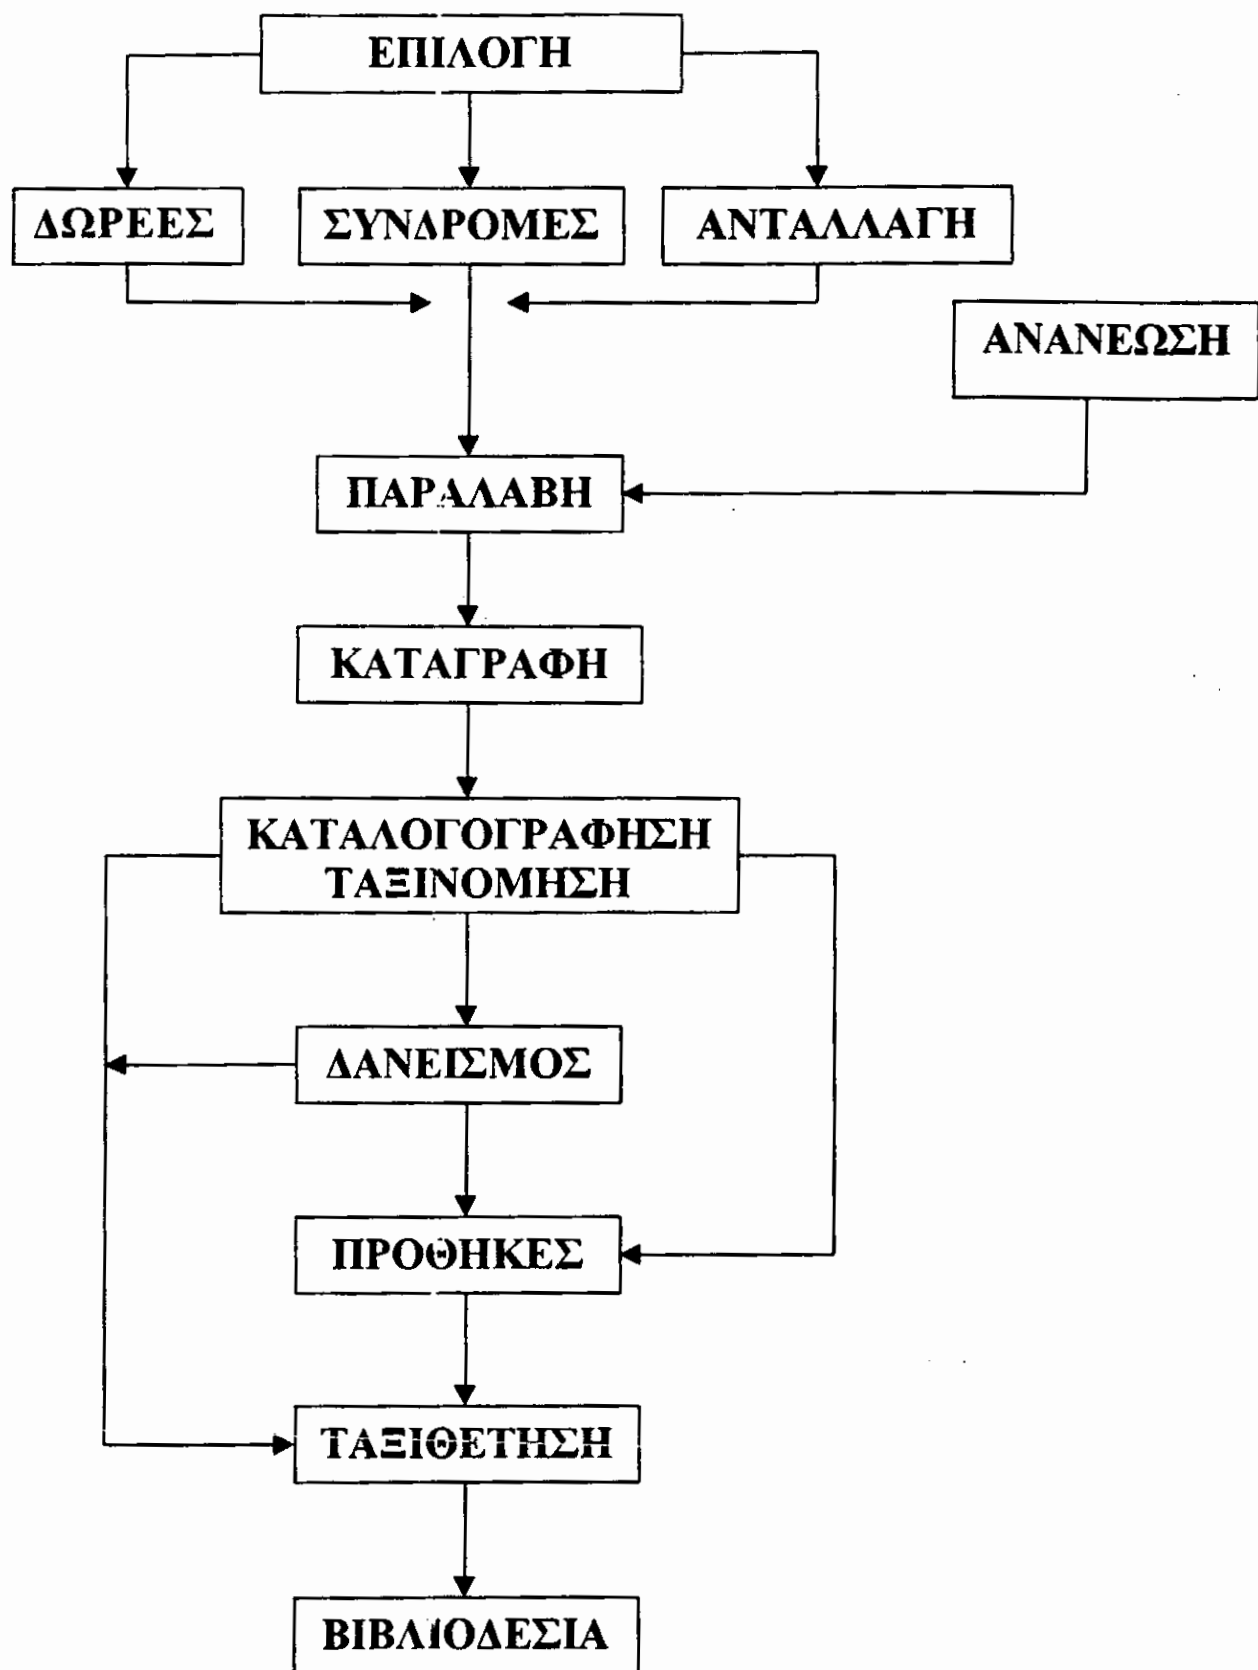 ΕΠΙΛΟΓΗ
ΔΩΡΕΕΣ
ΣΥΝΔΡΟΜΕΣ
ΑΝΤΑΛΛΑΓΗ
ΑΝΑΝΕΩΣΗ
ΠΑΡΑΛΑΒΗ
ΚΑΤΑΓΡΑΦΗ
ΚΑΤΑΛΟΓΟΓΡΑΦΗΣΗ
ΤΑΞΙΝΟΜΗΣΗ
ΔΑΝΕΙΣΜΟΣ
ΠΡΟΘΗΚΕΣ
ΤΑΞΙΘΕΤΗΣΗ
ΒΙΒΛΙΟΔΕΣΙΑ